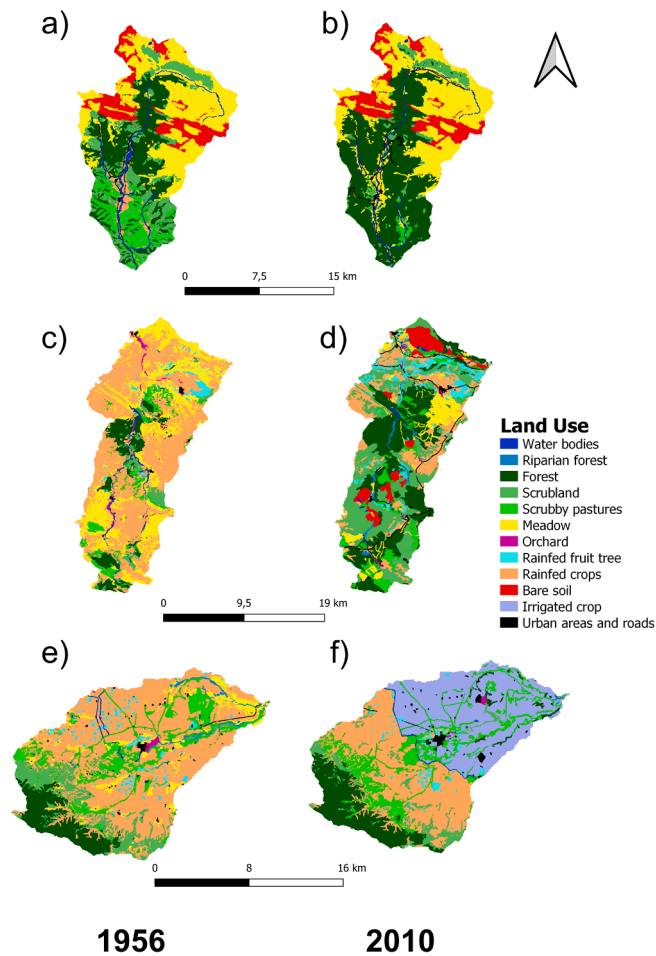 a)
b)
0
7,5
15 km
c)
d)
Land Use
Water bodies
Riparian forest
Forest
Scrubland
Scrubby pastures
Meadow
Orchard
Rainfed fruit tree
Rainfed crops
Bare soil
Irrigated crop
Urban areas and roads
0
9,5
19 km
e)
f)
0
8
16 km
1956
2010